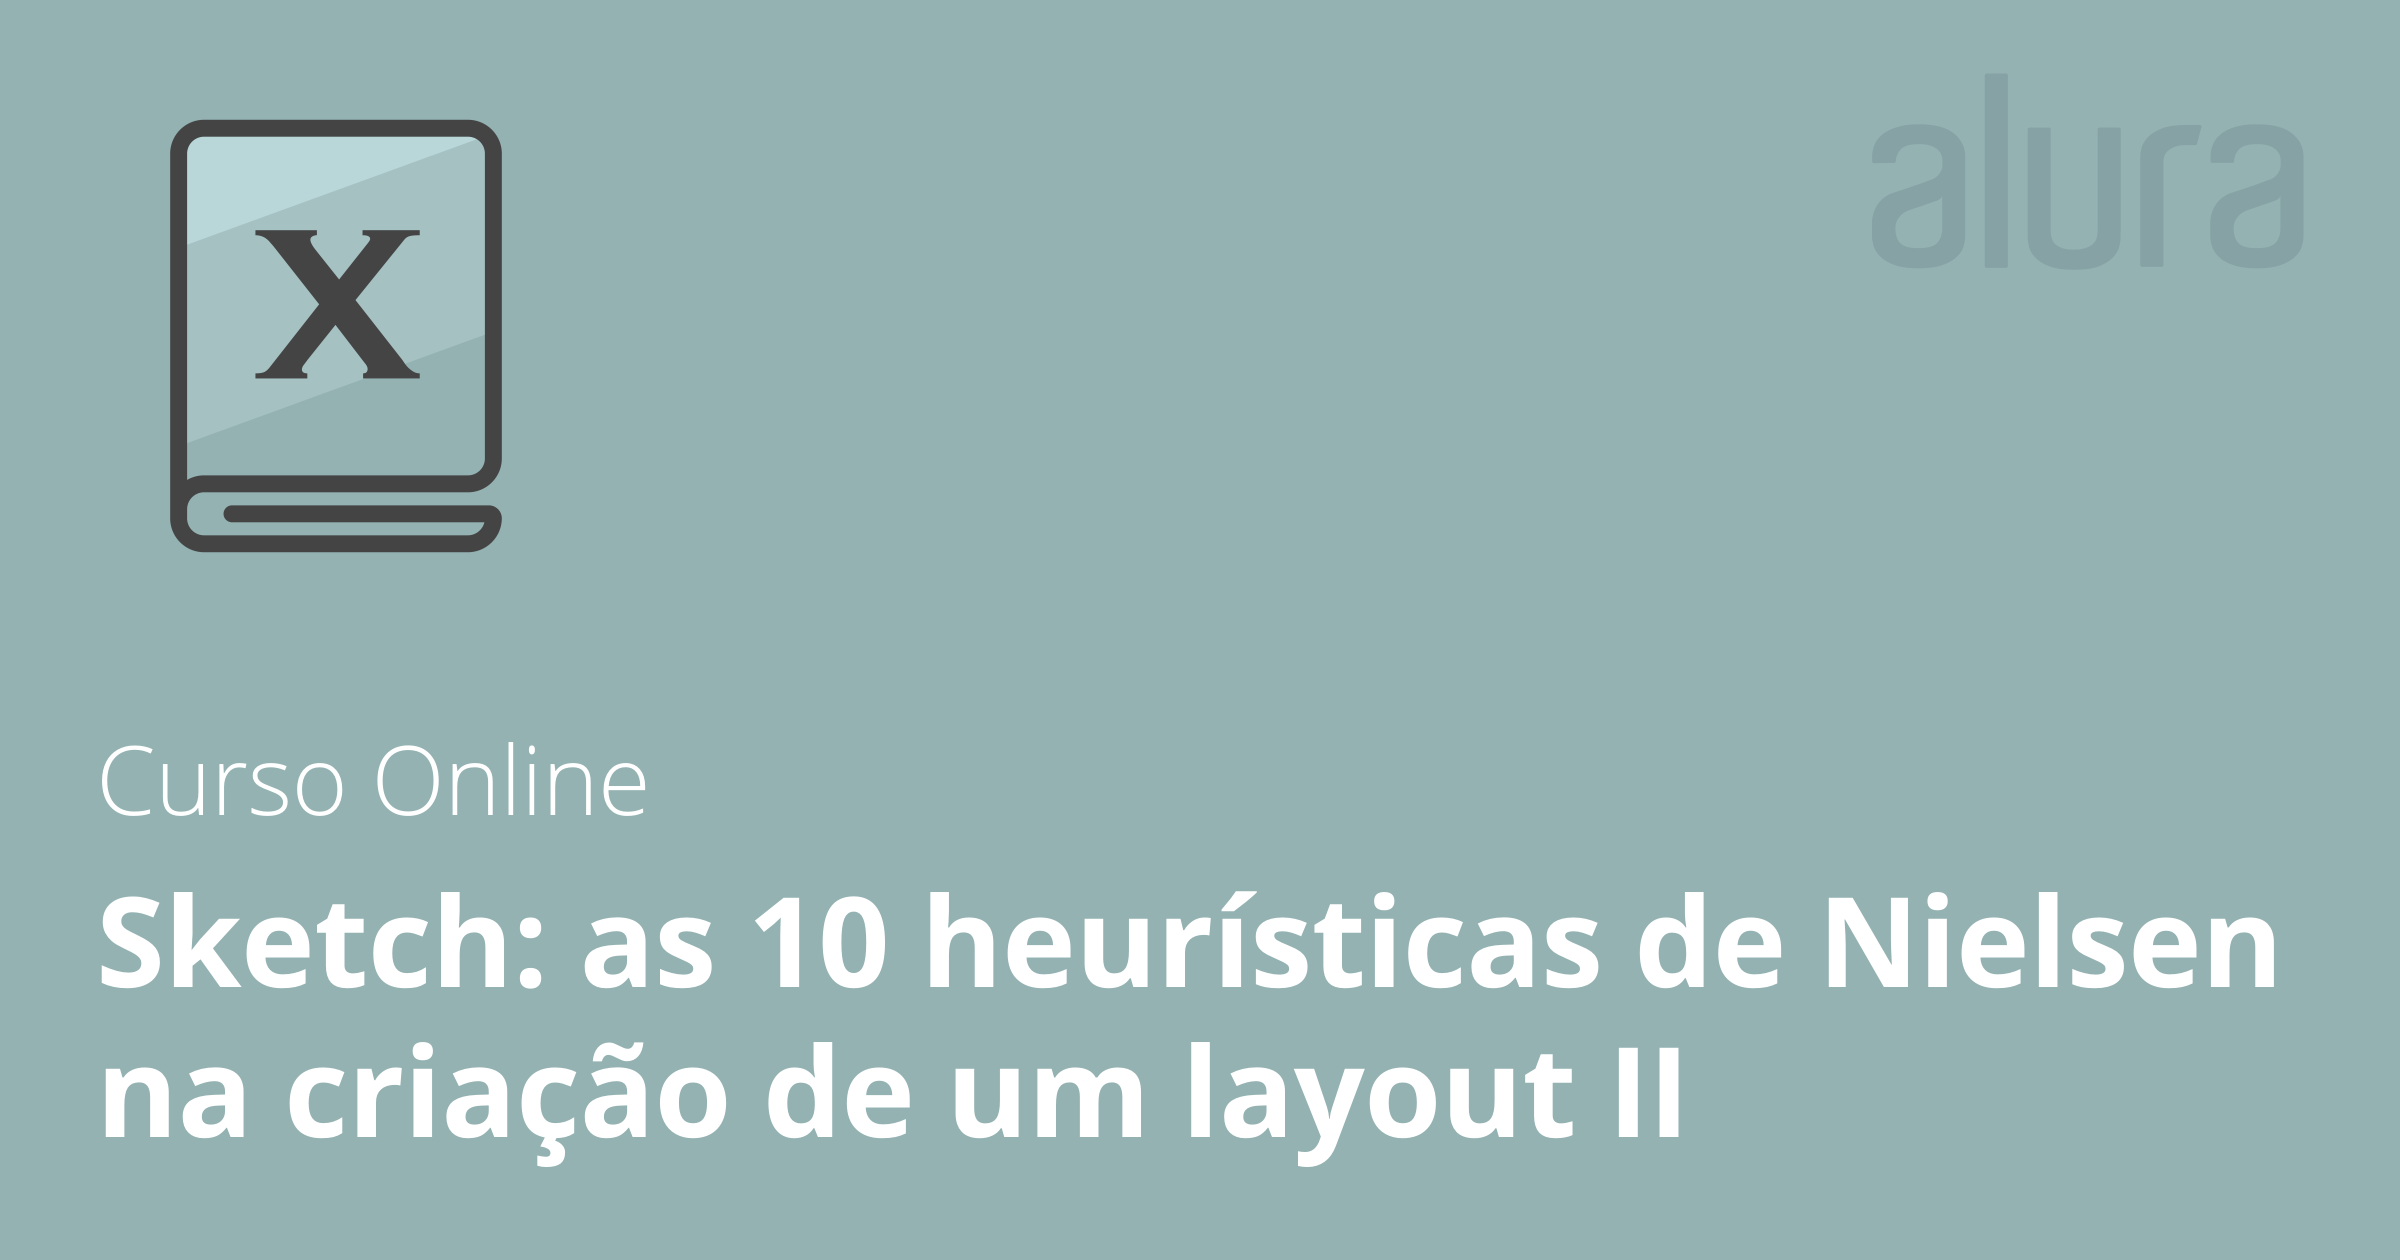 alura
X
Curso Online
Sketch: as 10 heurísticas de Nielsen
na criação de um layout II